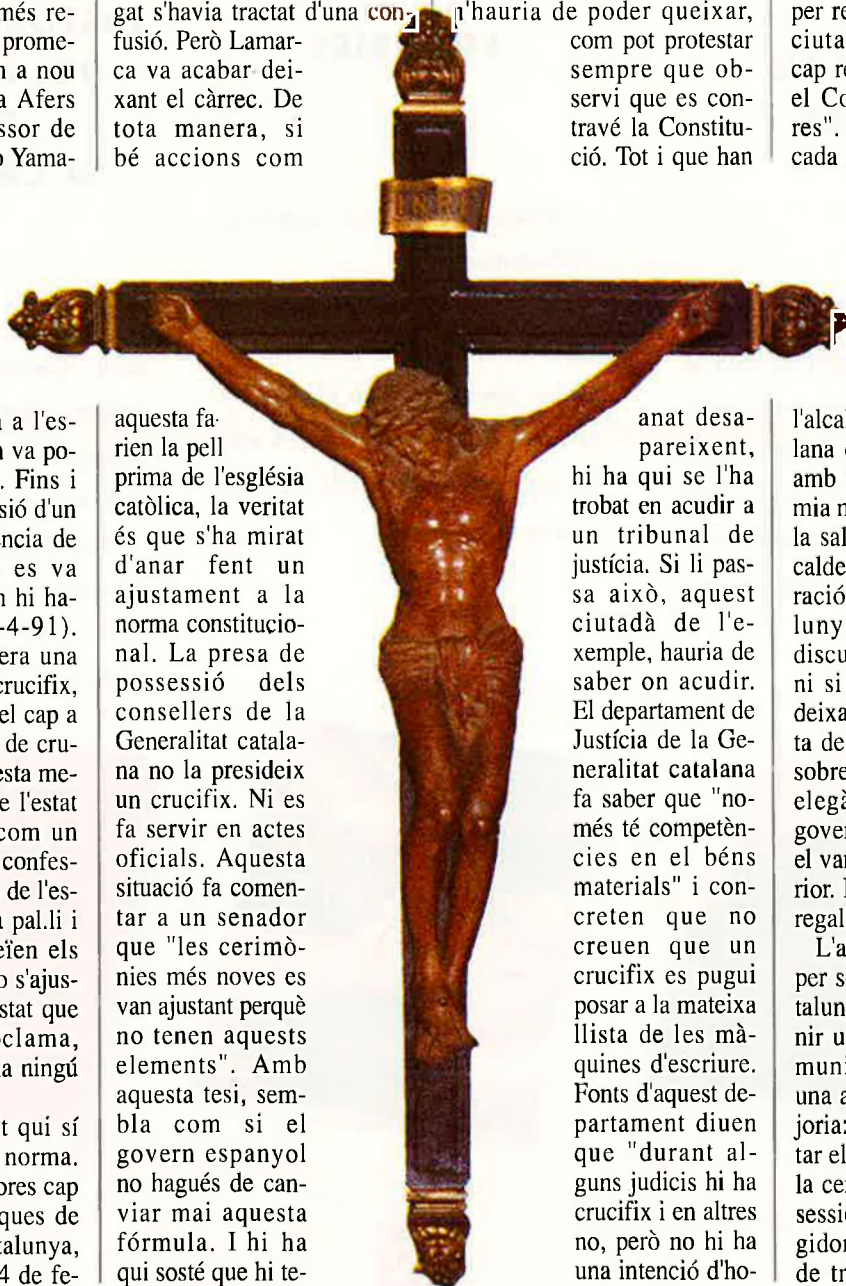 més re-
prome-
n a nou
a Afers
ssor de
o Yama-
a l'es-
n va po-
. Fins i
sió d'un
ència de
es va
n hi ha-
-4-91).
era una
crucifix,
el cap a
de cru-
esta me-
e l'estat
com un
confes-
de l'es-
a pal.li i
eïen els
o s'ajus-
stat que
clama,
a ningú
t qui sí
norma.
ores cap
ques de
talunya,
4 de fe-
gat s'havia tractat d'una con-
fusió. Però Lamar-
ca va acabar dei-
xant el càrrec. De
tota manera, si
bé accions com
INRI
aquesta fa-
rien la pell
prima de l'església
catòlica, la veritat
és que s'ha mirat
d'anar fent un
ajustament a la
norma constitucio-
nal. La presa de
possessió dels
consellers de la
Generalitat catala-
na no la presideix
un crucifix. Ni es
fa servir en actes
oficials. Aquesta
situació fa comen-
tar a un senador
que "les cerimò-
nies més noves es
van ajustant perquè
no tenen aquests
elements". Amb
aquesta tesi, sem-
bla com si el
govern espanyol
no hagués de can-
viar mai aquesta
fórmula. I hi ha
qui sosté que hi te-
n'hauria de poder queixar,
com pot protestar
sempre que ob-
servi que es con-
travé la Constitu-
ció. Tot i que han
anat desa-
pareixent,
hi ha qui se l'ha
trobat en acudir a
un tribunal de
justícia. Si li pas-
sa això, aquest
ciutadà de l'e-
xemple, hauria de
saber on acudir.
El departament de
Justícia de la Ge-
neralitat catalana
fa saber que "no-
més té competèn-
cies en el béns
materials" i con-
creten que no
creuen que un
crucifix es pugui
posar a la mateixa
llista de les mà-
quines d'escriure.
Fonts d'aquest de-
partament diuen
que "durant al-
guns judicis hi ha
crucifix i en altres
no, però no hi ha
una intenció d'ho-
per re
ciuta
cap re
el Co
res".
cada
l'alca
lana
amb
mia n
la sal
calde
ració
luny
discu
ni si
deixa
ta de
sobre
elegà
gover
el van
rior. I
regal
L'a
per s
talun
nir u
muni
una a
joria:
tar el
la cer
sessió
gidor
de tr